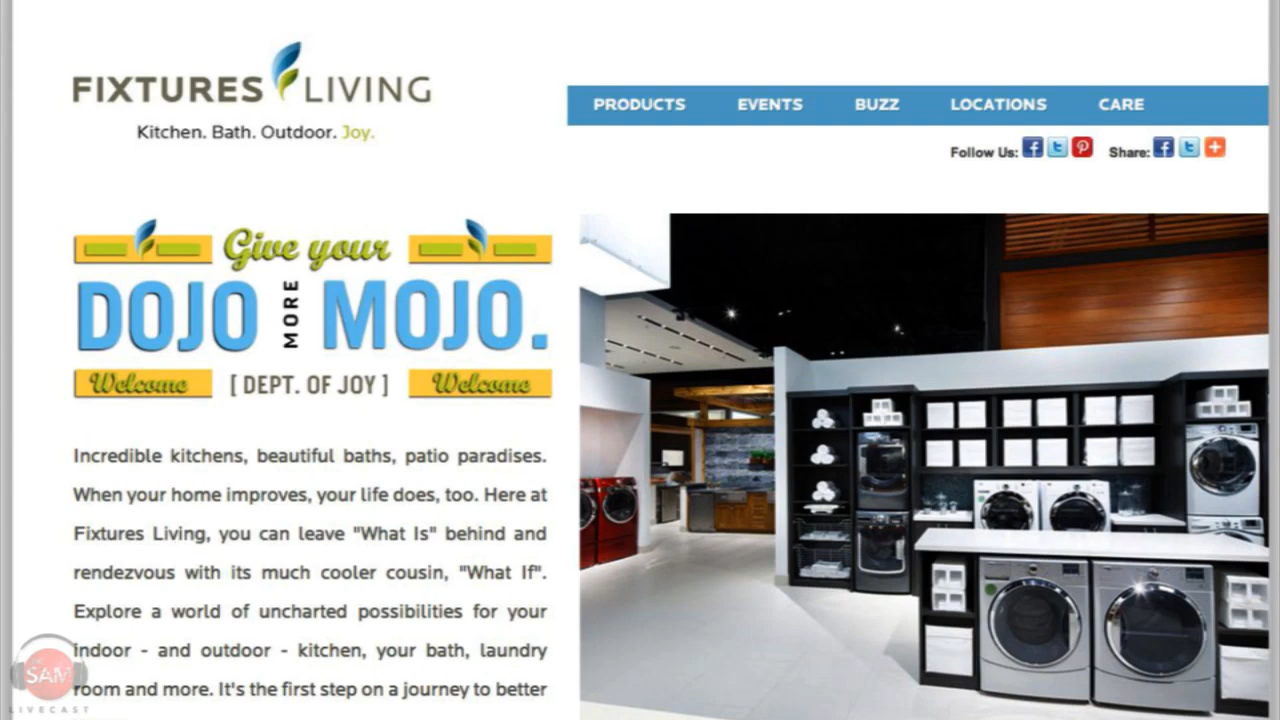 FIXTURES LIVING
Kitchen. Bath. Outdoor. Joy.
PRODUCTS EVENTS BUZZ LOCATIONS CARE
Follow Us: Share:
Give your
DOJO MORE MOJO.
Welcome [ DEPT. OF JOY ] Welcome
Incredible kitchens, beautiful baths, patio paradises.
When your home improves, your life does, too. Here at
Fixtures Living, you can leave "What Is" behind and
rendezvous with its much cooler cousin, "What If".
Explore a world of uncharted possibilities for your
indoor - and outdoor - kitchen, your bath, laundry
room and more. It's the first step on a journey to better
SAM
LIVECAST